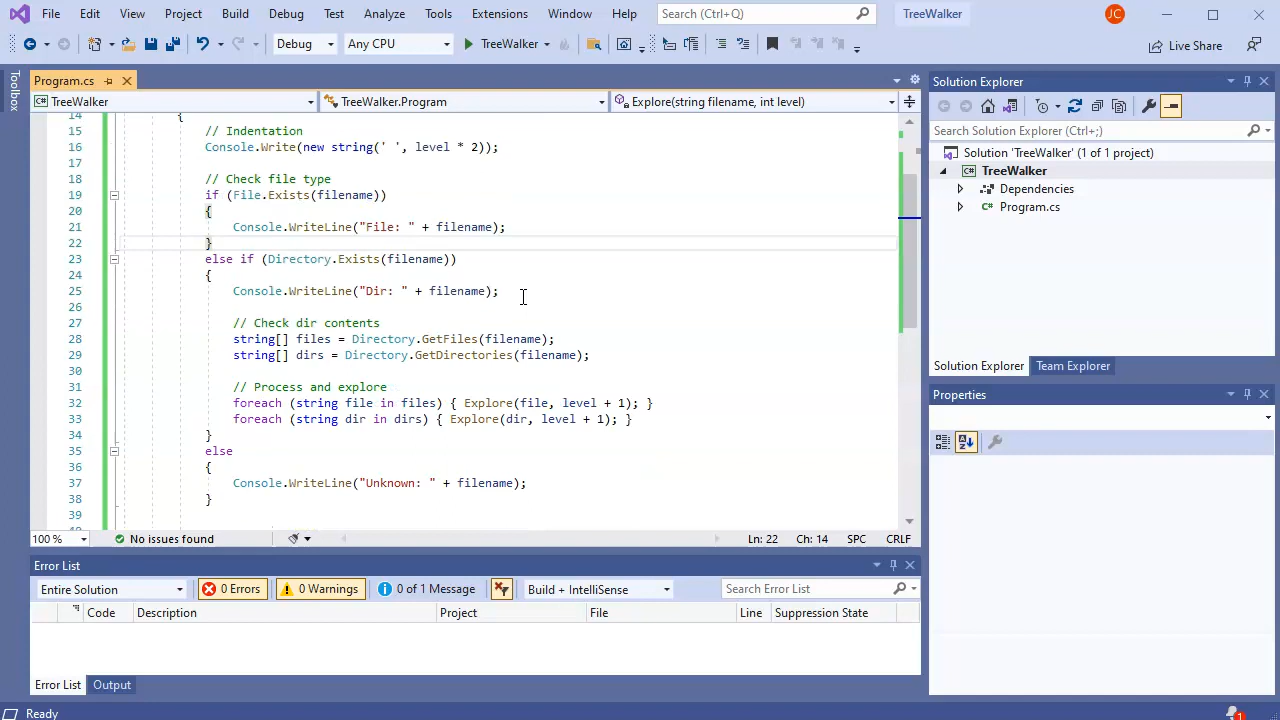 File Edit View Project Build Debug Test Analyze Tools Extensions Window Help Search (Ctrl+Q) TreeWalker JC
Debug Any CPU TreeWalker Live Share
Toolbox
Program.cs
TreeWalker TreeWalker.Program Explore(string filename, int level)
14 {
15 // Indentation
16 Console.Write(new string(' ', level * 2));
17
18 // Check file type
19 if (File.Exists(filename))
20 {
21 Console.WriteLine("File: " + filename);
22 }
23 else if (Directory.Exists(filename))
24 {
25 Console.WriteLine("Dir: " + filename);
26
27 // Check dir contents
28 string[] files = Directory.GetFiles(filename);
29 string[] dirs = Directory.GetDirectories(filename);
30
31 // Process and explore
32 foreach (string file in files) { Explore(file, level + 1); }
33 foreach (string dir in dirs) { Explore(dir, level + 1); }
34 }
35 else
36 {
37 Console.WriteLine("Unknown: " + filename);
38 }
39
100 % No issues found Ln: 22 Ch: 14 SPC CRLF
Error List
Entire Solution 0 Errors 0 Warnings 0 of 1 Message Build + IntelliSense Search Error List
Code Description Project File Line Suppression State
Error List Output
Solution Explorer
Search Solution Explorer (Ctrl+;)
Solution 'TreeWalker' (1 of 1 project)
TreeWalker
Dependencies
Program.cs
Solution Explorer Team Explorer
Properties
Ready 1